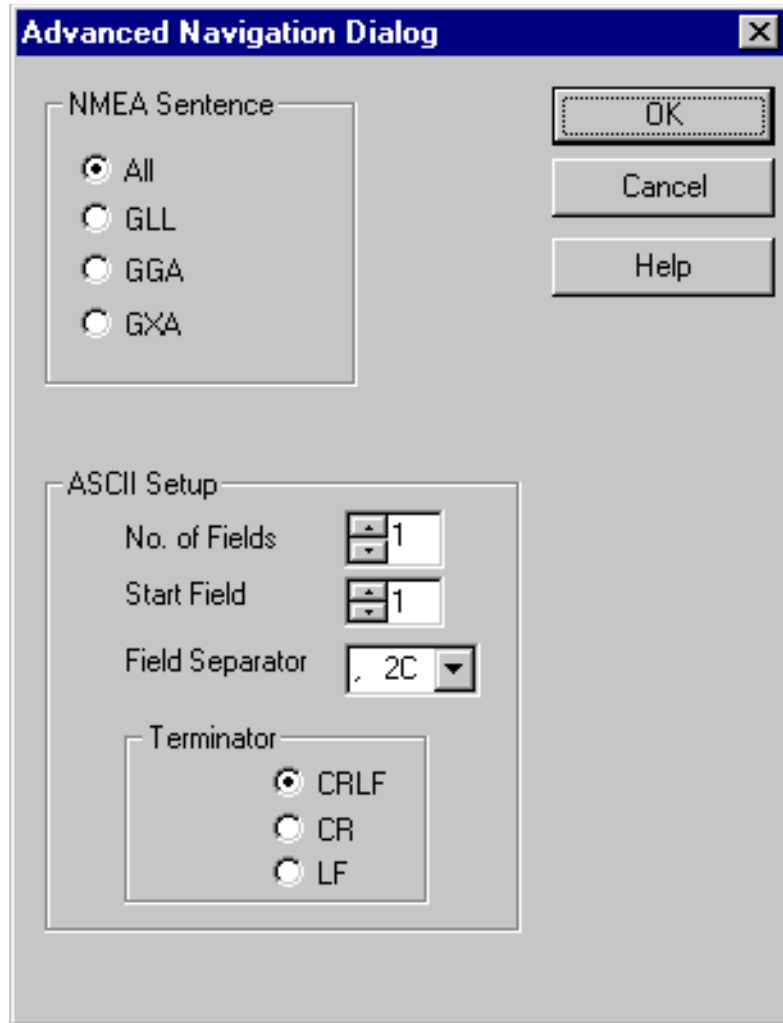 Advanced Navigation Dialog
NMEA Sentence
All
GLL
GGA
GXA
OK
Cancel
Help
ASCII Setup
No. of Fields 1
Start Field 1
Field Separator , 2C
Terminator
CRLF
CR
LF